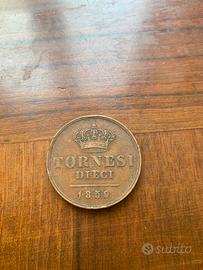 TORNESI
DIECI
1859
subito